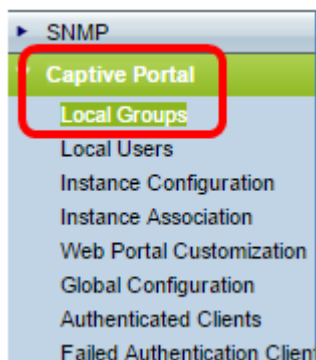 SNMP
Captive Portal
Local Groups
Local Users
Instance Configuration
Instance Association
Web Portal Customization
Global Configuration
Authenticated Clients
Failed Authentication Clien